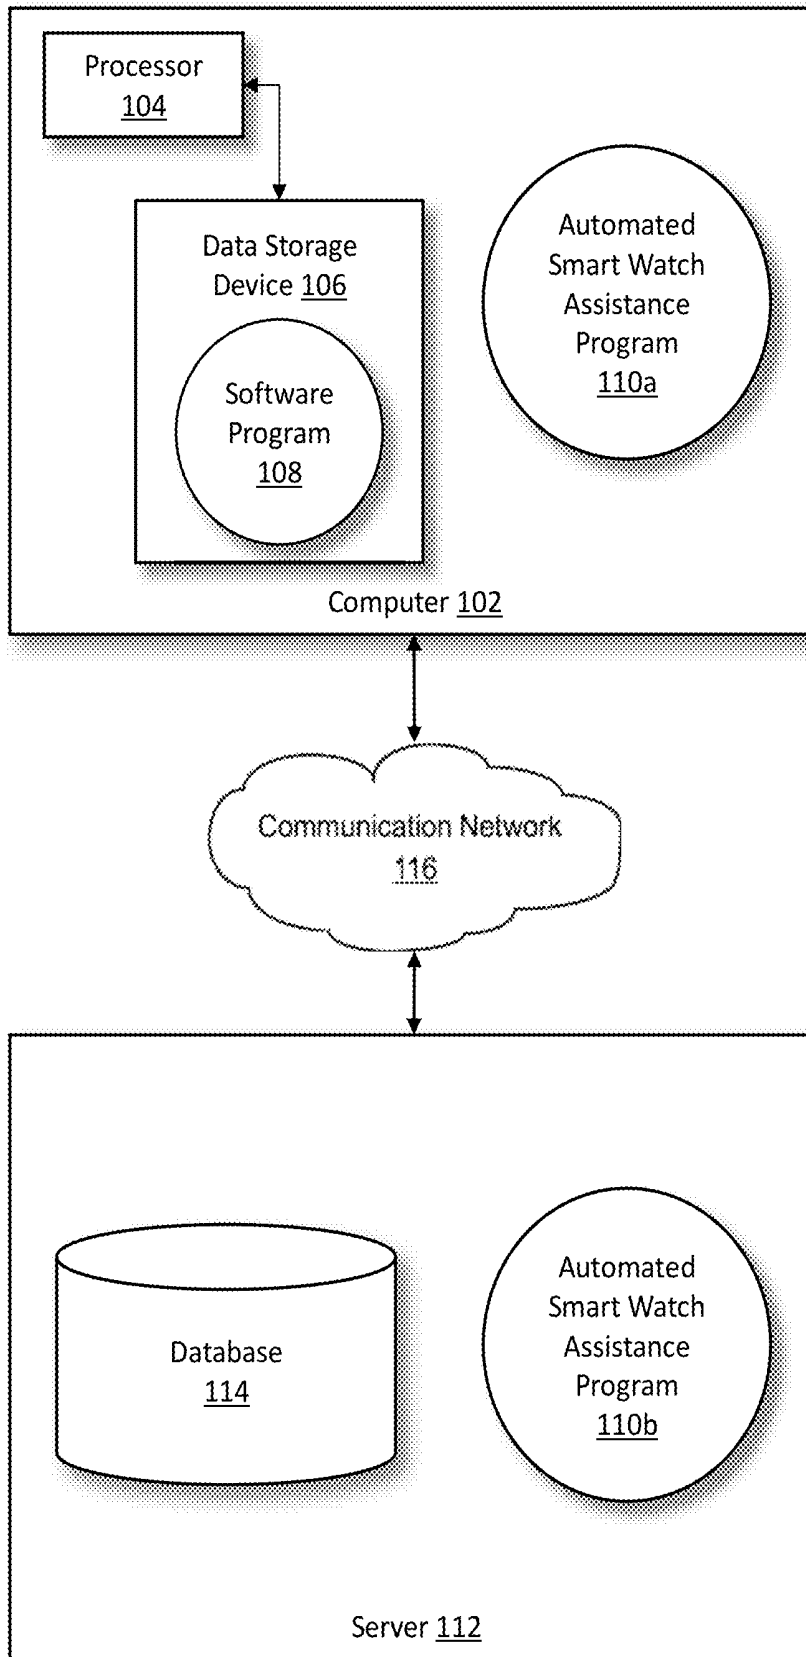 Processor
104
Data Storage
Device 106
Software
Program
108
Automated
Smart Watch
Assistance
Program
110a
Computer 102
Communication Network
116
Database
114
Automated
Smart Watch
Assistance
Program
110b
Server 112